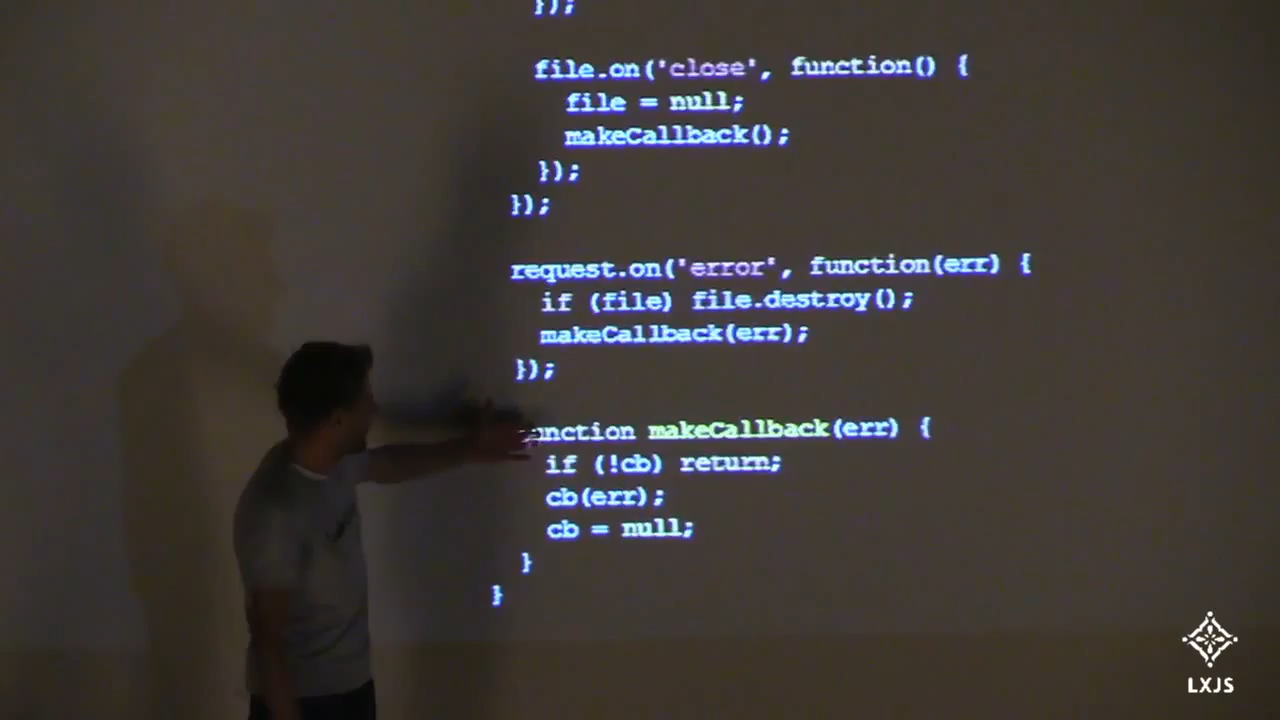 });
file.on('close', function() {
file = null;
makeCallback();
});
});
request.on('error', function(err) {
if (file) file.destroy();
makeCallback(err);
});
unction makeCallback(err) {
if (!cb) return;
cb(err);
cb = null;
}
}
LXJS